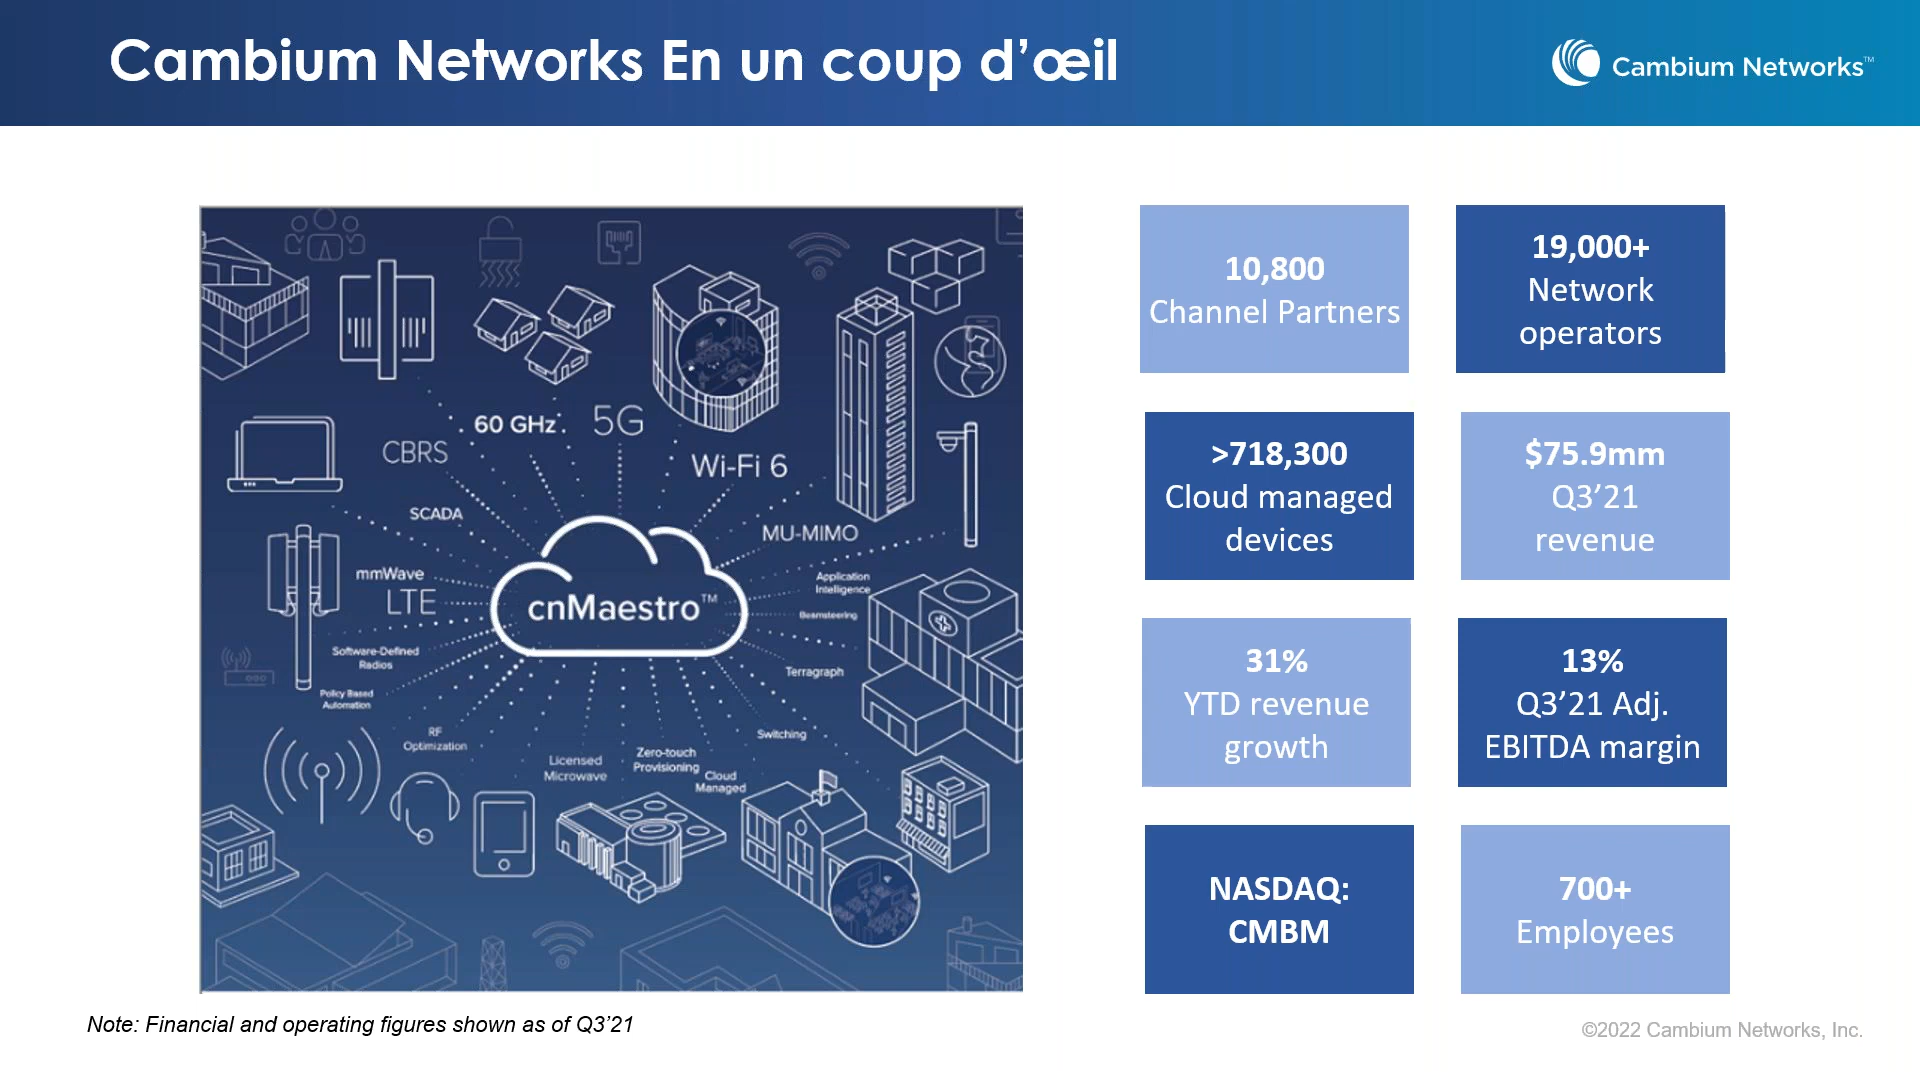 Cambium Networks En un coup d’œil
Cambium Networks™
60 GHz
5G
CBRS
Wi-Fi 6
SCADA
MU-MIMO
mmWave
LTE
cnMaestro™
Application
Intelligence
Beamsteering
Software-Defined
Radios
Terragraph
Policy Based
Automation
RF
Optimization
Switching
Licensed
Microwave
Zero-touch
Provisioning
Cloud
Managed
10,800
Channel Partners
19,000+
Network
operators
>718,300
Cloud managed
devices
$75.9mm
Q3’21
revenue
31%
YTD revenue
growth
13%
Q3’21 Adj.
EBITDA margin
NASDAQ:
CMBM
700+
Employees
Note: Financial and operating figures shown as of Q3’21
©2022 Cambium Networks, Inc.